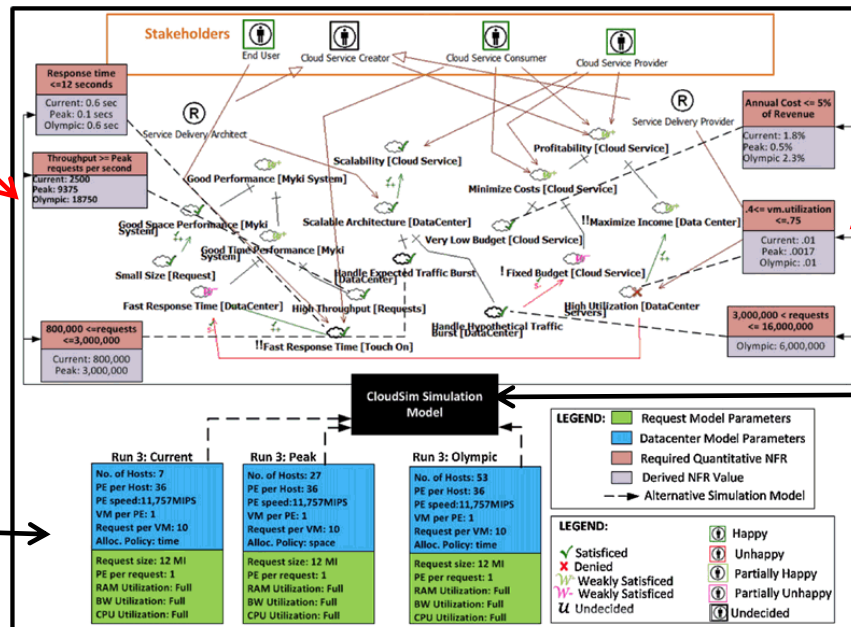 Stakeholders
End User
Cloud Service Creator
Cloud Service Consumer
Cloud Service Provider
Response time
<=12 seconds
Current: 0.6 sec
Peak: 0.1 secs
Olympic: 0.6 sec
R
Service Delvery Architect
R
Service Delivery Provider
Annual Cost <= 5%
of Revenue
Current: 1.8%
Peak: 0.5%
Olympic 2.3%
Throughput >= Peak
requests per second
Current: 2500
Peak: 9375
Olympic: 18750
Scalability [Cloud Service]
Profitability [Cloud Service]
Good Performance [Myki System]
Minimize Costs [Cloud Service]
Good Space Performance [Myki
System]
Scalable Architecture [DataCenter]
!!Maximize Income [Data Center]
.4<= vm.utilization
<=.75
Current: .01
Peak: .0017
Olympic: .01
Good Time Performance [Myki
System]
Very Low Budget [Cloud Service]
Small Size [Request]
Handle Expected Traffic Burst
[DataCenter]
!Fixed Budget [Cloud Service]
Fast Response Time [DataCenter]
High Throughput [Requests]
High Utilization [DataCenter
Servers]
Handle Hypothetical Traffic
Burst [DataCenter]
!!Fast Response Time [Touch On]
800,000 <=requests
<=3,000,000
Current: 800,000
Peak: 3,000,000
3,000,000 < requests
<= 16,000,000
Olympic: 6,000,000
CloudSim Simulation
Model
Run 3: Current
No. of Hosts: 7
PE per Host: 36
PE speed:11,757MIPS
VM per PE: 1
Request per VM: 10
Alloc. Policy: time
Request size: 12 MI
PE per request: 1
RAM Utilization: Full
BW Utilization: Full
CPU Utilization: Full
Run 3: Peak
No. of Hosts: 27
PE per Host: 36
PE speed:11,757MIPS
VM per PE: 1
Request per VM: 10
Alloc. Policy: space
Request size: 12 MI
PE per request: 1
RAM Utilization: Full
BW Utilization: Full
CPU Utilization: Full
Run 3: Olympic
No. of Hosts: 53
PE per Host: 36
PE speed:11,757MIPS
VM per PE: 1
Request per VM: 10
Alloc. Policy: time
Request size: 12 MI
PE per request: 1
RAM Utilization: Full
BW Utilization: Full
CPU Utilization: Full
LEGEND:
Request Model Parameters
Datacenter Model Parameters
Required Quantitative NFR
Derived NFR Value
Alternative Simulation Model
LEGEND:
Satisficed
Denied
W+ Weakly Satisficed
W- Weakly Satisficed
u Undecided
Happy
Unhappy
Partially Happy
Partially Unhappy
Undecided